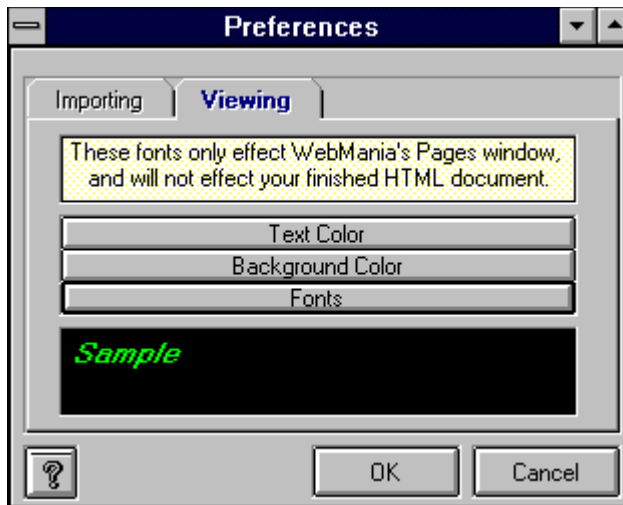 Preferences
Importing
Viewing
These fonts only effect WebMania's Pages window,
and will not effect your finished HTML document.
Text Color
Background Color
Fonts
Sample
?
OK
Cancel